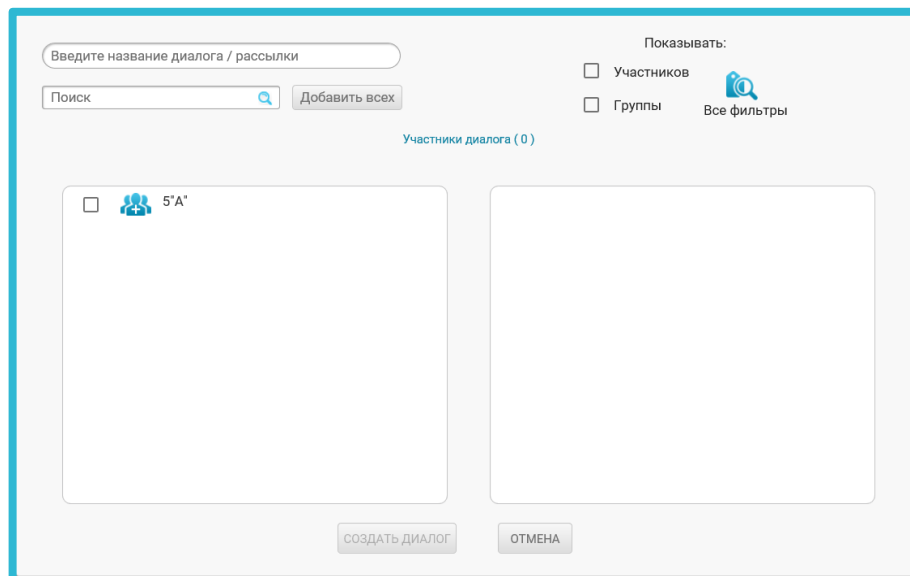 Введите название диалога / рассылки
Поиск
Добавить всех
Показывать:
Участников
Группы
Все фильтры
Участники диалога ( 0 )
5"А"
СОЗДАТЬ ДИАЛОГ
ОТМЕНА